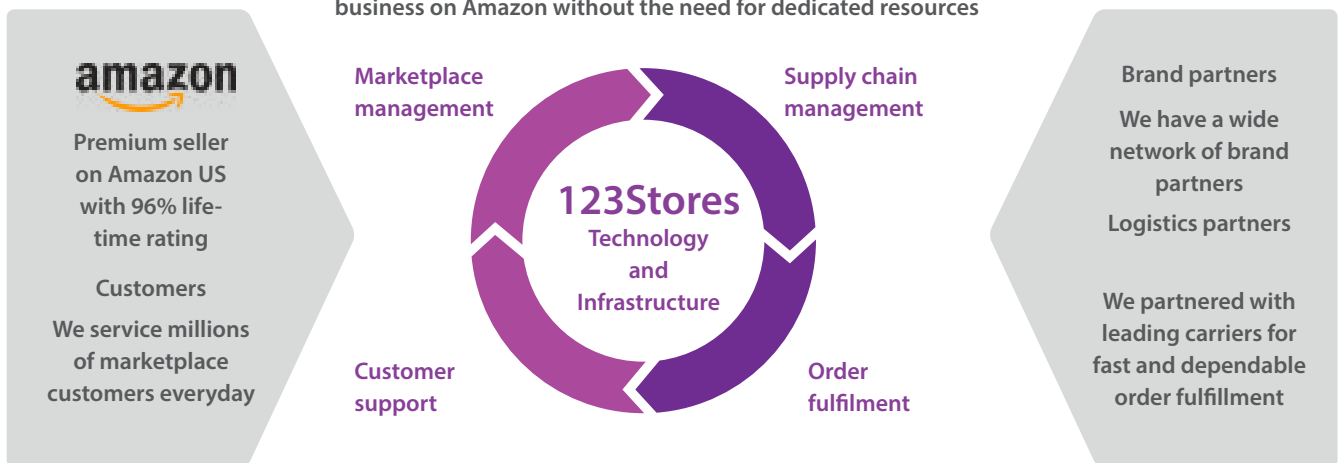 business on Amazon without the need for dedicated resources
amazon
Premium seller
on Amazon US
with 96% life-
time rating
Customers
We service millions
of marketplace
customers everyday
Marketplace
management
Supply chain
management
123Stores
Technology
and
Infrastructure
Customer
support
Order
fulfilment
Brand partners
We have a wide
network of brand
partners
Logistics partners
We partnered with
leading carriers for
fast and dependable
order fulfillment